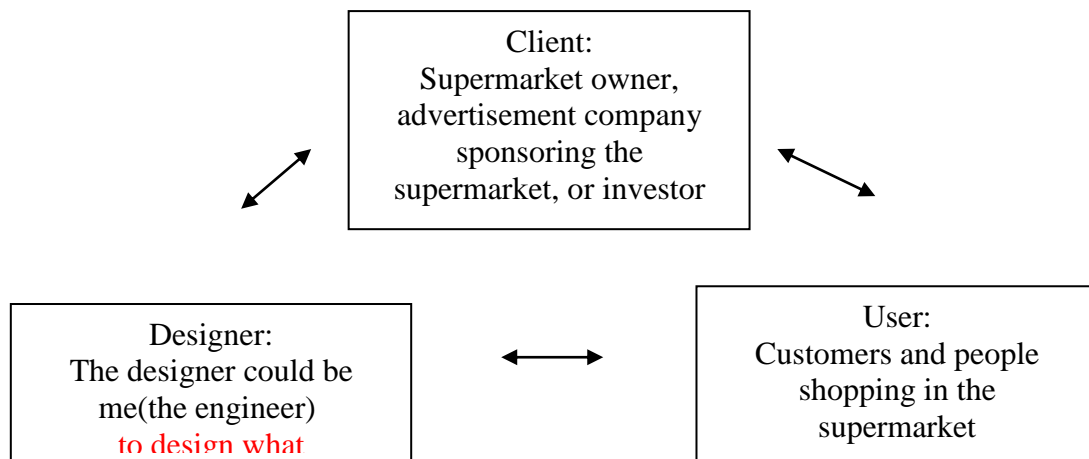 Client:
Supermarket owner,
advertisement company
sponsoring the
supermarket, or investor
Designer:
The designer could be
me(the engineer)
to design what
User:
Customers and people
shopping in the
supermarket